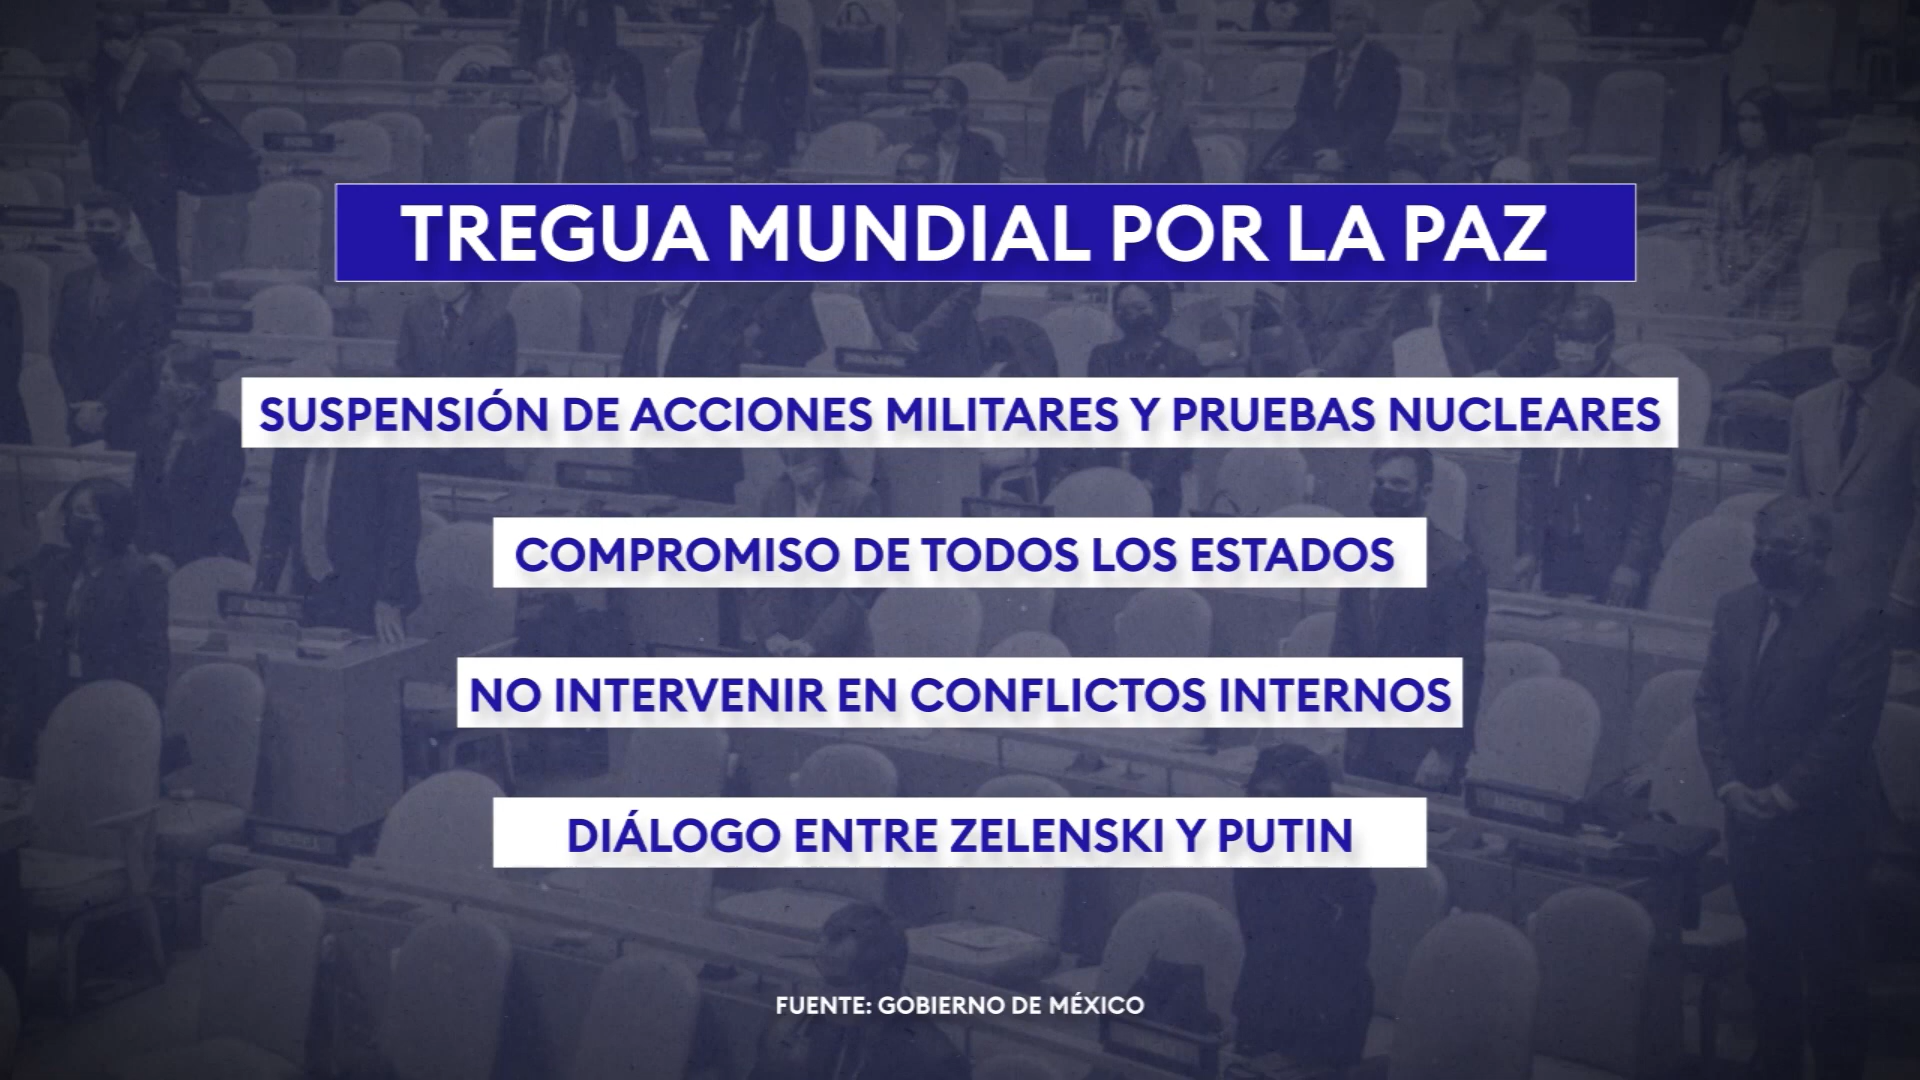 TREGUA MUNDIAL POR LA PAZ
SUSPENSIÓN DE ACCIONES MILITARES Y PRUEBAS NUCLEARES
COMPROMISO DE TODOS LOS ESTADOS
NO INTERVENIR EN CONFLICTOS INTERNOS
DIÁLOGO ENTRE ZELENSKI Y PUTIN
FUENTE: GOBIERNO DE MÉXICO